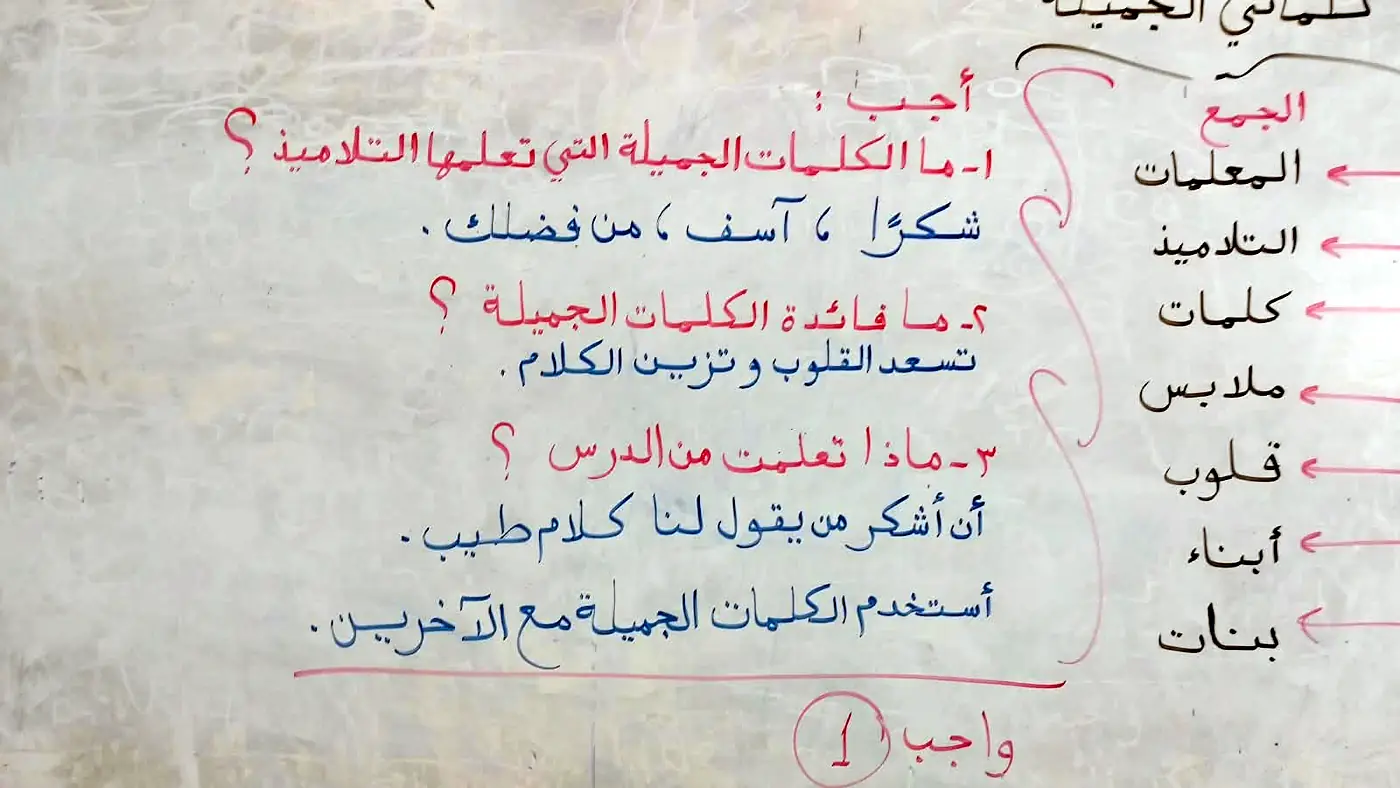 كلماتي الجميلة
الجمع
المعلمات
التلاميذ
كلمات
ملابس
قلوب
أبناء
بنات
أجب :
١- ما الكلمات الجميلة التي تعلمها التلاميذ ؟
شكرًا ، آسف ، من فضلك .
٢- ما فائدة الكلمات الجميلة ؟
تسعد القلوب و تزين الكلام .
٣- ماذا تعلمت من الدرس ؟
أن أشكر من يقول لنا كلام طيب .
أستخدم الكلمات الجميلة مع الآخرين .
واجب 1